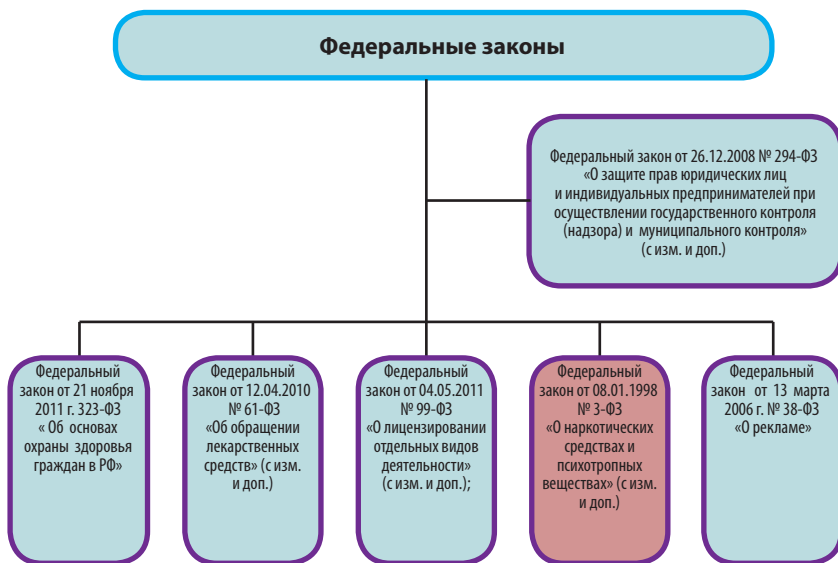 Федеральные законы
Федеральный закон от 26.12.2008 № 294-ФЗ
«О защите прав юридических лиц
и индивидуальных предпринимателей при
осуществлении государственного контроля
(надзора) и муниципального контроля»
(с изм. и доп.)
Федеральный
закон от 21 ноября
2011 г. 323-ФЗ
« Об основах
охраны здоровья
граждан в РФ»
Федеральный
закон от 12.04.2010
№ 61-ФЗ
«Об обращении
лекарственных
средств» (с изм.
и доп.)
Федеральный
закон от 04.05.2011
№ 99-ФЗ
«О лицензировании
отдельных видов
деятельности»
(с изм. и доп.);
Федеральный
закон от 08.01.1998
№ 3-ФЗ
«О наркотических
средствах и
психотропных
веществах» (с изм.
и доп.)
Федеральный
закон от 13 марта
2006 г. № 38-ФЗ
«О рекламе»